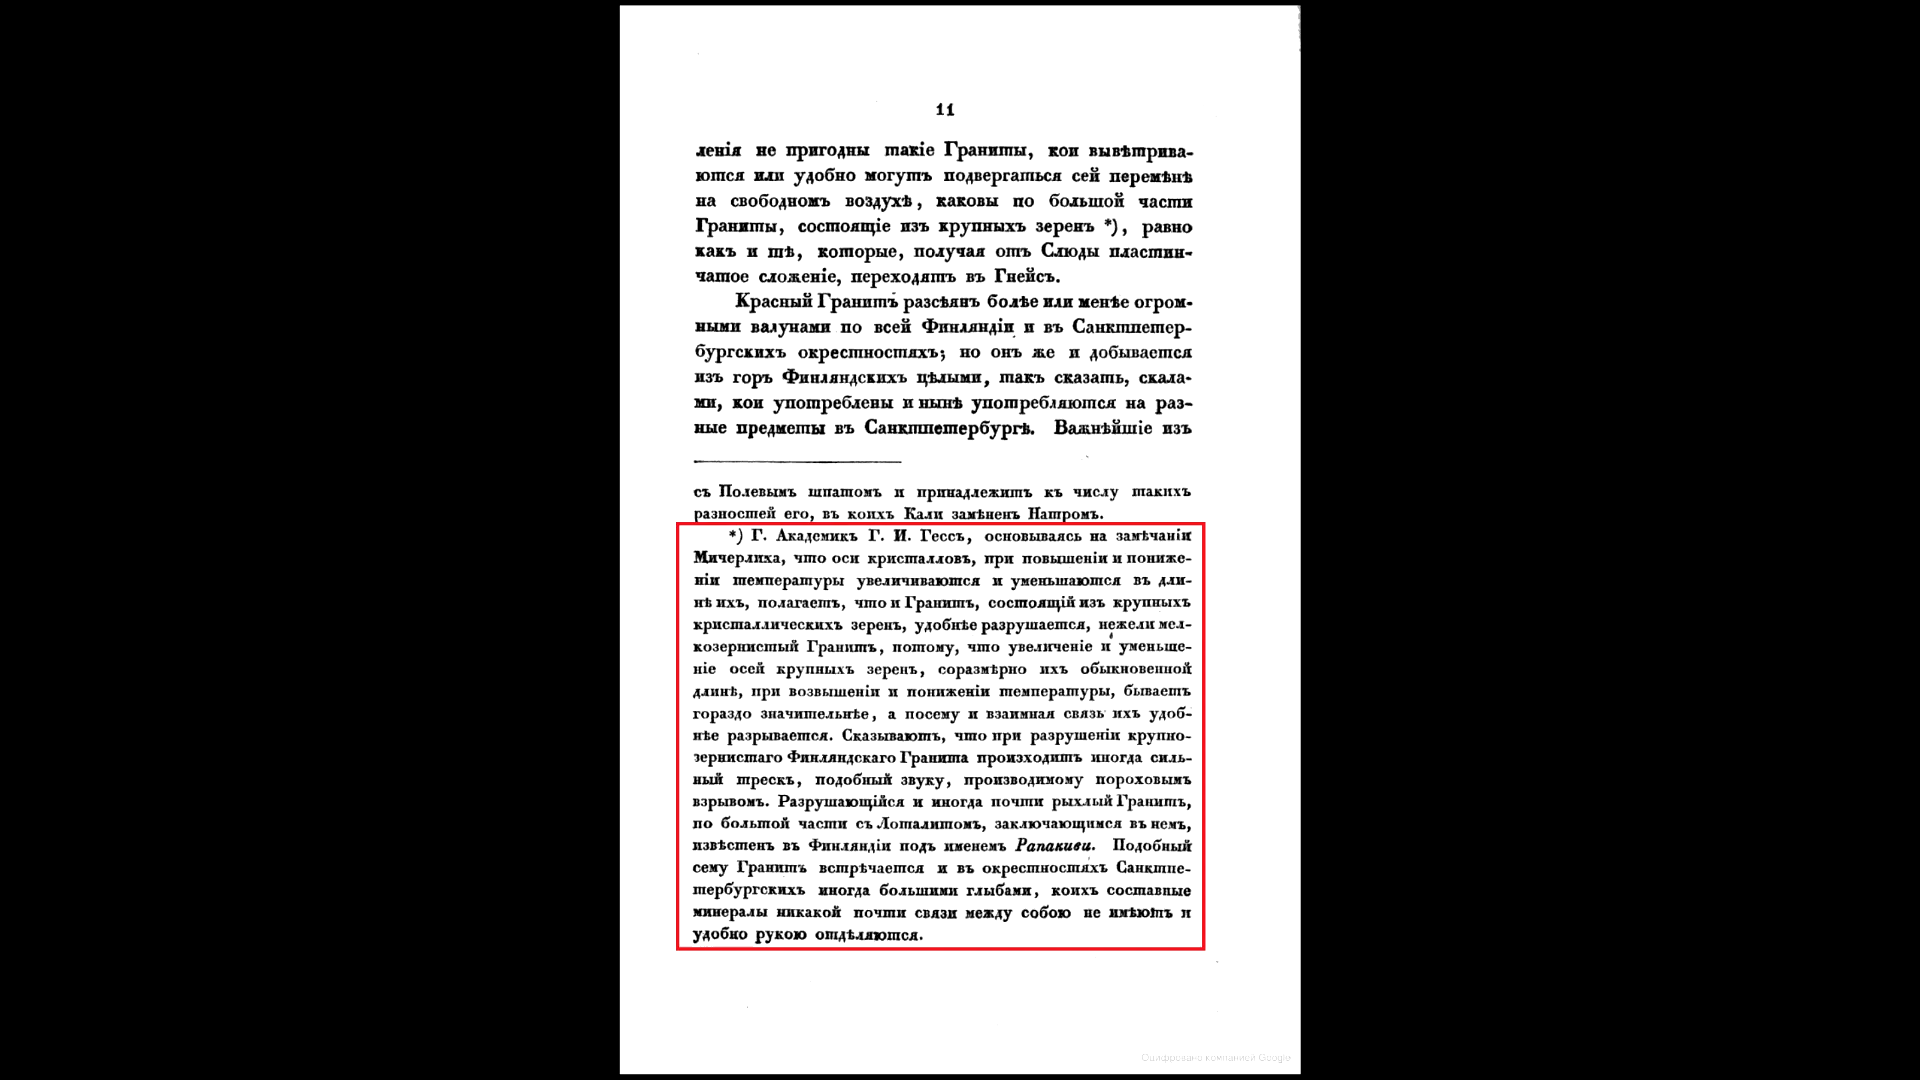 11
ленія не пригодны такіе Граниты, кои вывѣтрива-
ются или удобно могутъ подвергаться сей перемѣнѣ
на свободномъ воздухѣ, каковы по большой части
Граниты, состоящіе изъ крупныхъ зеренъ *), равно
какъ и тѣ, которые, получая отъ Слюды пластин-
чатое сложеніе, переходятъ въ Гнейсъ.
Красный Гранитъ разсѣянъ болѣе или менѣе огром-
ными валунами по всей Финляндіи и въ Санктпетер-
бургскихъ окрестностяхъ; но онъ же и добывается
изъ горъ Финляндскихъ цѣлыми, такъ сказать, скала-
ми, кои употреблены и нынѣ употребляются на раз-
ные предметы въ Санктпетербургѣ. Важнѣйшіе изъ
съ Полевымъ шпатомъ и принадлежитъ къ числу такихъ
разностей его, въ коихъ Кали замѣненъ Натромъ.
*) Г. Академикъ Г. И. Гессъ, основываясь на замѣчаніи
Мичерлиха, что оси кристалловъ, при повышеніи и пониже-
ніи температуры увеличиваются и уменьшаются въ дли-
нѣ ихъ, полагаетъ, что и Гранитъ, состоящій изъ крупныхъ
кристаллическихъ зеренъ, удобнѣе разрушается, нежели мел-
козернистый Гранитъ, потому, что увеличеніе и уменьше-
ніе осей крупныхъ зеренъ, соразмѣрно ихъ обыкновенной
длинѣ, при возвышеніи и пониженіи температуры, бываетъ
гораздо значительнѣе, а посему и взаимная связь ихъ удоб-
нѣе разрывается. Сказываютъ, что при разрушеніи крупно-
зернистаго Финляндскаго Гранита произходитъ иногда силь-
ный трескъ, подобный звуку, производимому пороховымъ
взрывомъ. Разрушающійся и иногда почти рыхлый Гранитъ,
по большой части съ Лоталитомъ, заключающимся въ немъ,
извѣстенъ въ Финляндіи подъ именемъ Рапакиви. Подобный
сему Гранитъ встрѣчается и въ окрестностяхъ Санктпе-
тербургскихъ иногда большими глыбами, коихъ составные
минералы никакой почти связи между собою не имѣютъ и
удобно рукою отдѣляются.
Оцифровано компанией Google